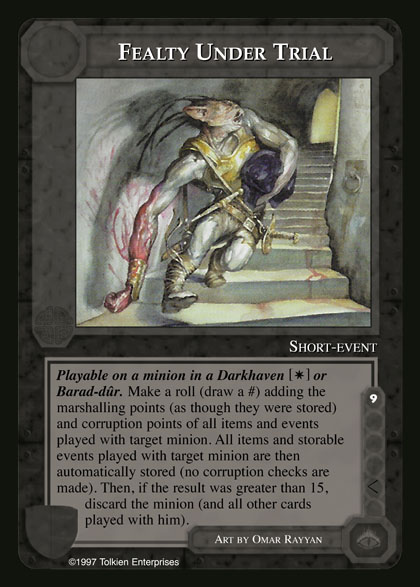 Fealty Under Trial
Short-event
Playable on a minion in a Darkhaven [✷] or
Barad-dûr. Make a roll (draw a #) adding the
marshalling points (as though they were stored)
and corruption points of all items and events
played with target minion. All items and storable
events played with target minion are then
automatically stored (no corruption checks are
made). Then, if the result was greater than 15,
discard the minion (and all other cards
played with him).
9
Art by Omar Rayyan
©1997 Tolkien Enterprises